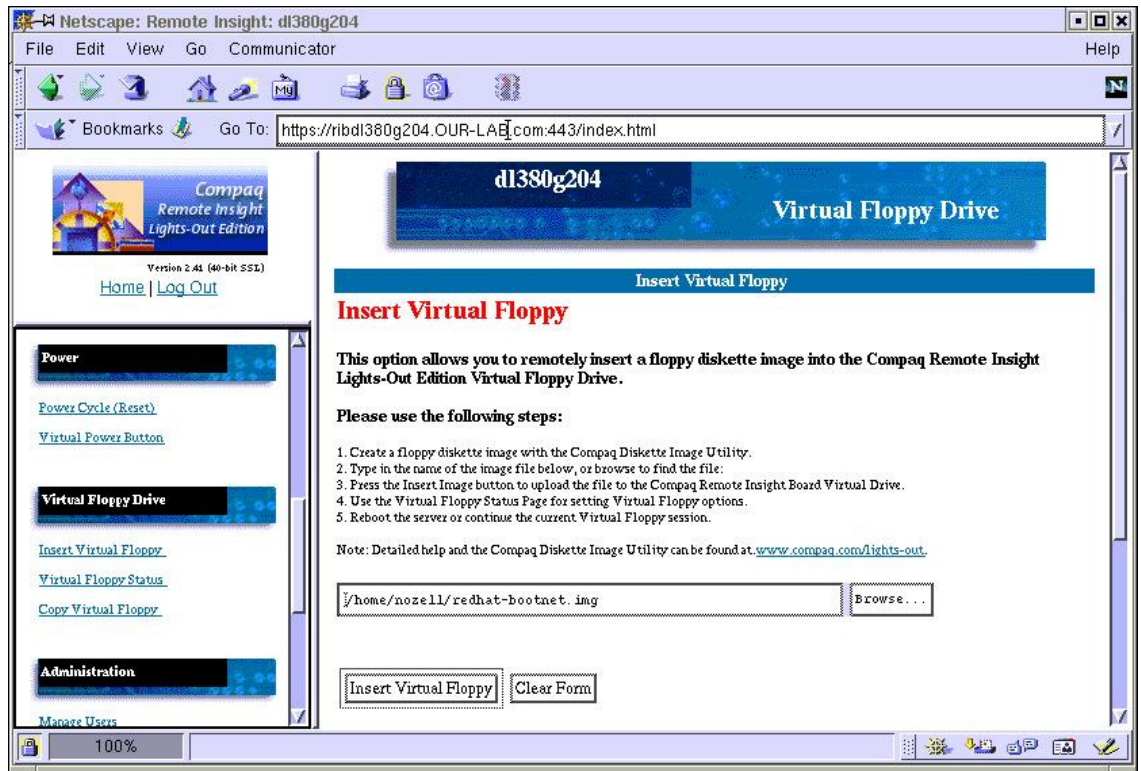 Netscape: Remote Insight: dl380g204
File Edit View Go Communicator Help
My
N
Bookmarks Go To: https://ribdl380g204.OUR-LAB.com:443/index.html
Compaq
Remote Insight
Lights-Out Edition
Version 2.41 (40-bit SSL)
Home | Log Out
Power
Power Cycle (Reset)
Virtual Power Button
Virtual Floppy Drive
Insert Virtual Floppy
Virtual Floppy Status
Copy Virtual Floppy
Administration
Manage Users
dl380g204
Virtual Floppy Drive
Insert Virtual Floppy
Insert Virtual Floppy
This option allows you to remotely insert a floppy diskette image into the Compaq Remote Insight
Lights-Out Edition Virtual Floppy Drive.
Please use the following steps:
1. Create a floppy diskette image with the Compaq Diskette Image Utility.
2. Type in the name of the image file below, or browse to find the file:
3. Press the Insert Image button to upload the file to the Compaq Remote Insight Board Virtual Drive.
4. Use the Virtual Floppy Status Page for setting Virtual Floppy options.
5. Reboot the server or continue the current Virtual Floppy session.
Note: Detailed help and the Compaq Diskette Image Utility can be found at.www.compaq.com/lights-out.
/home/nozell/redhat-bootnet.img
Browse...
Insert Virtual Floppy
Clear Form
100%